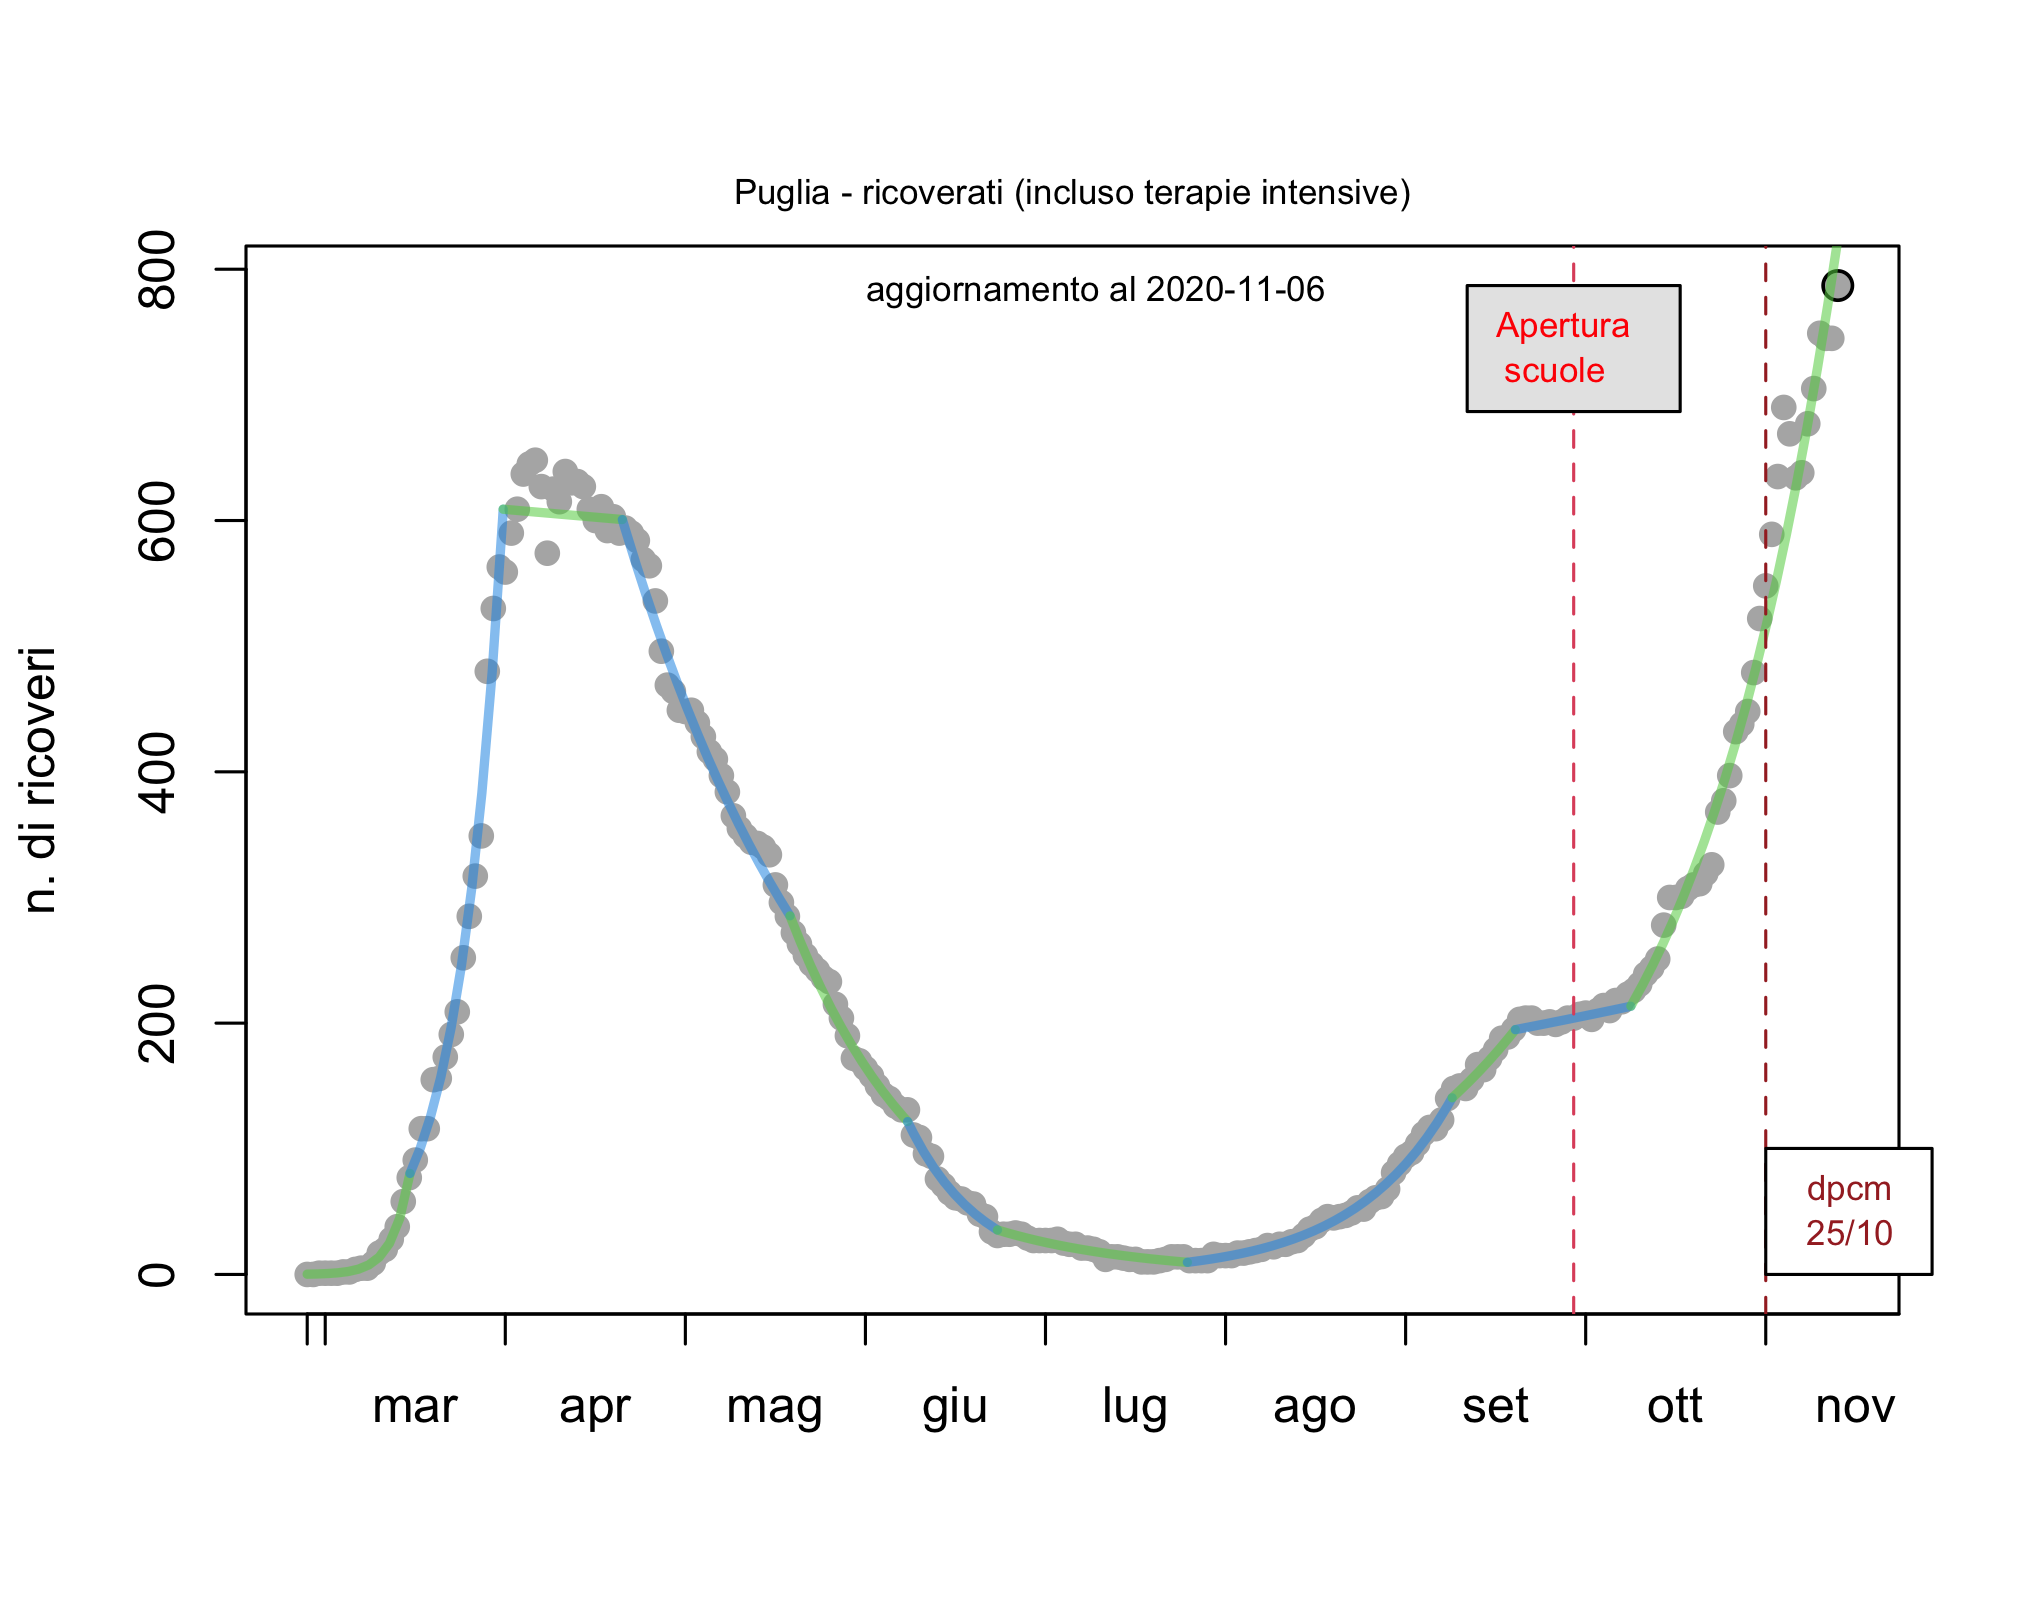 Puglia - ricoverati (incluso terapie intensive)
aggiornamento al 2020-11-06
Apertura
scuole
dpcm
25/10
n. di ricoveri
800
600
400
200
0
mar apr mag giu lug ago set ott nov